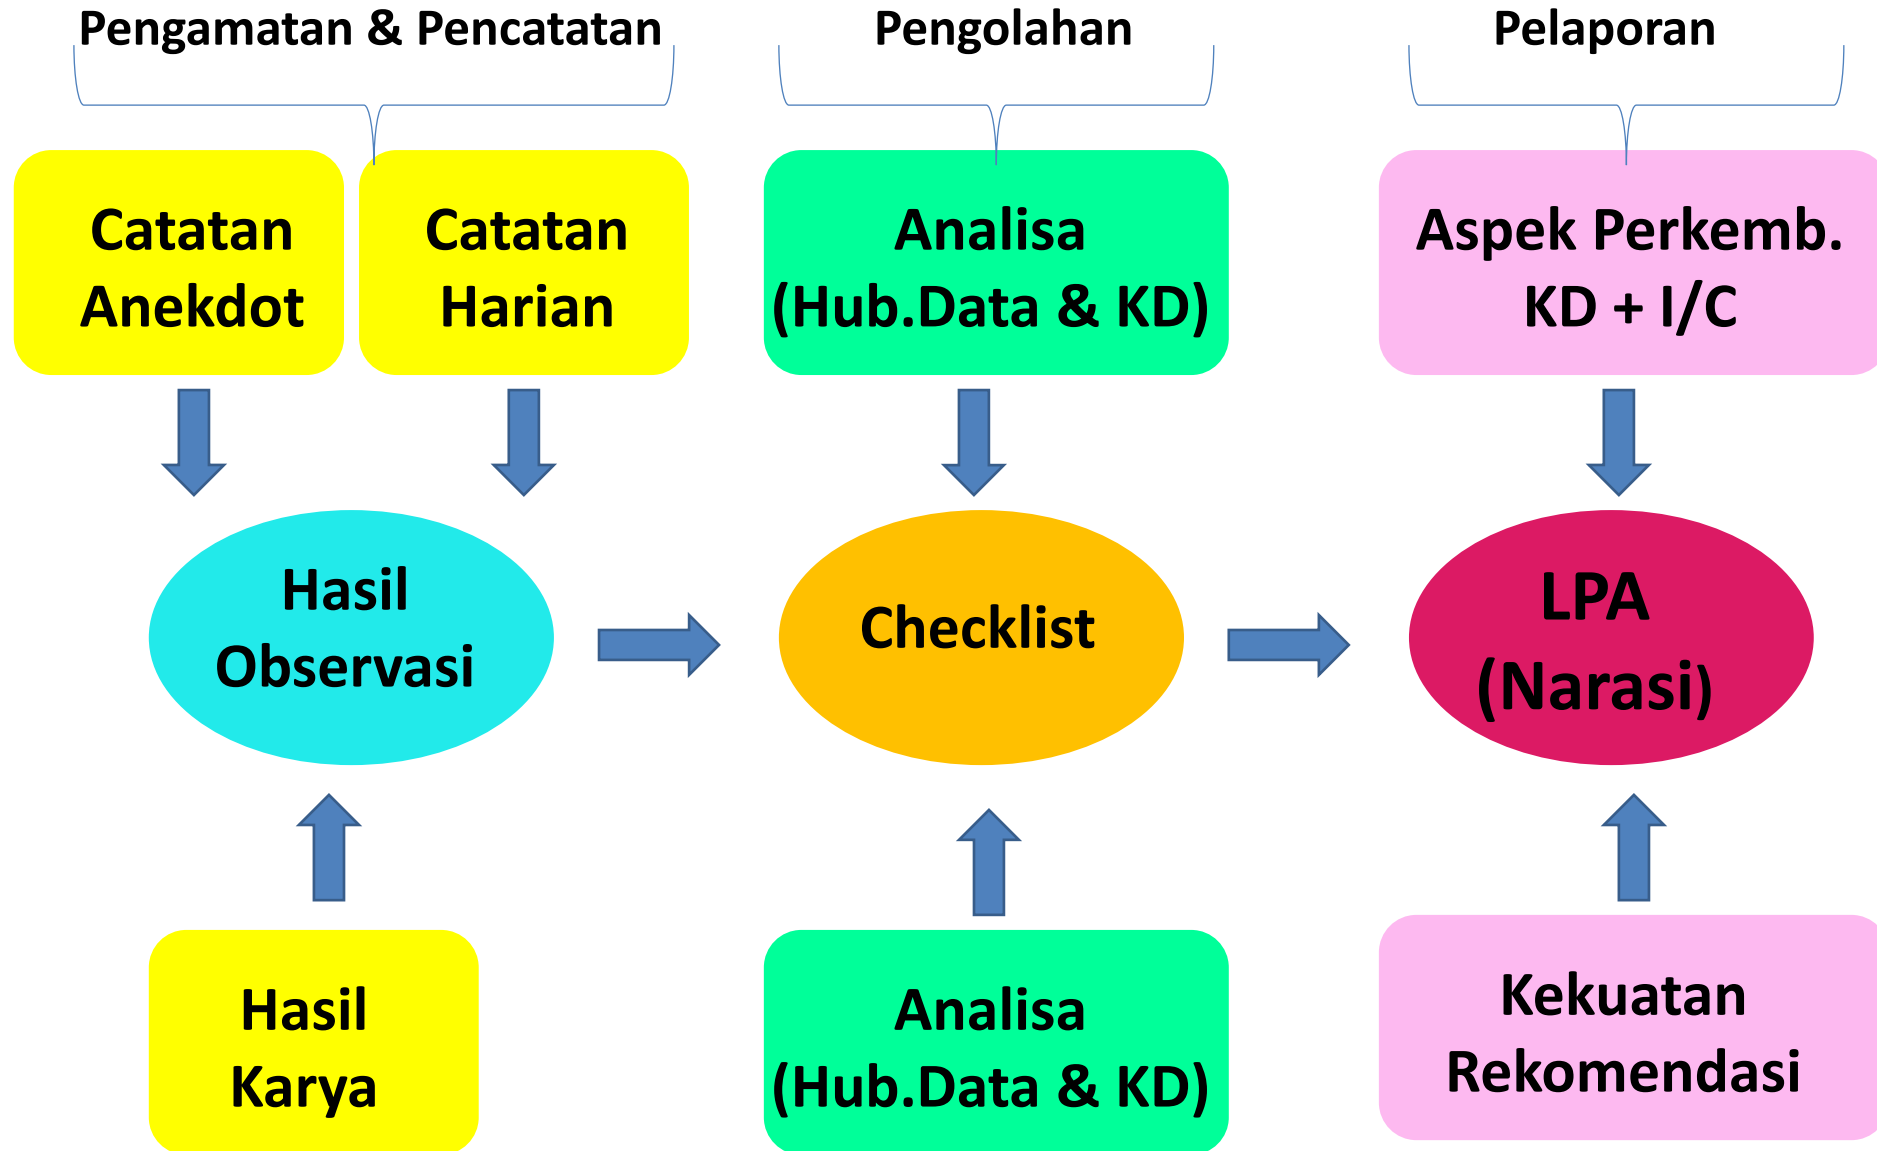 Pengamatan & Pencatatan
Pengolahan
Pelaporan
Catatan
Anekdot
Catatan
Harian
Analisa
(Hub.Data & KD)
Aspek Perkemb.
KD + I/C
Hasil
Observasi
Checklist
LPA
(Narasi)
Hasil
Karya
Analisa
(Hub.Data & KD)
Kekuatan
Rekomendasi